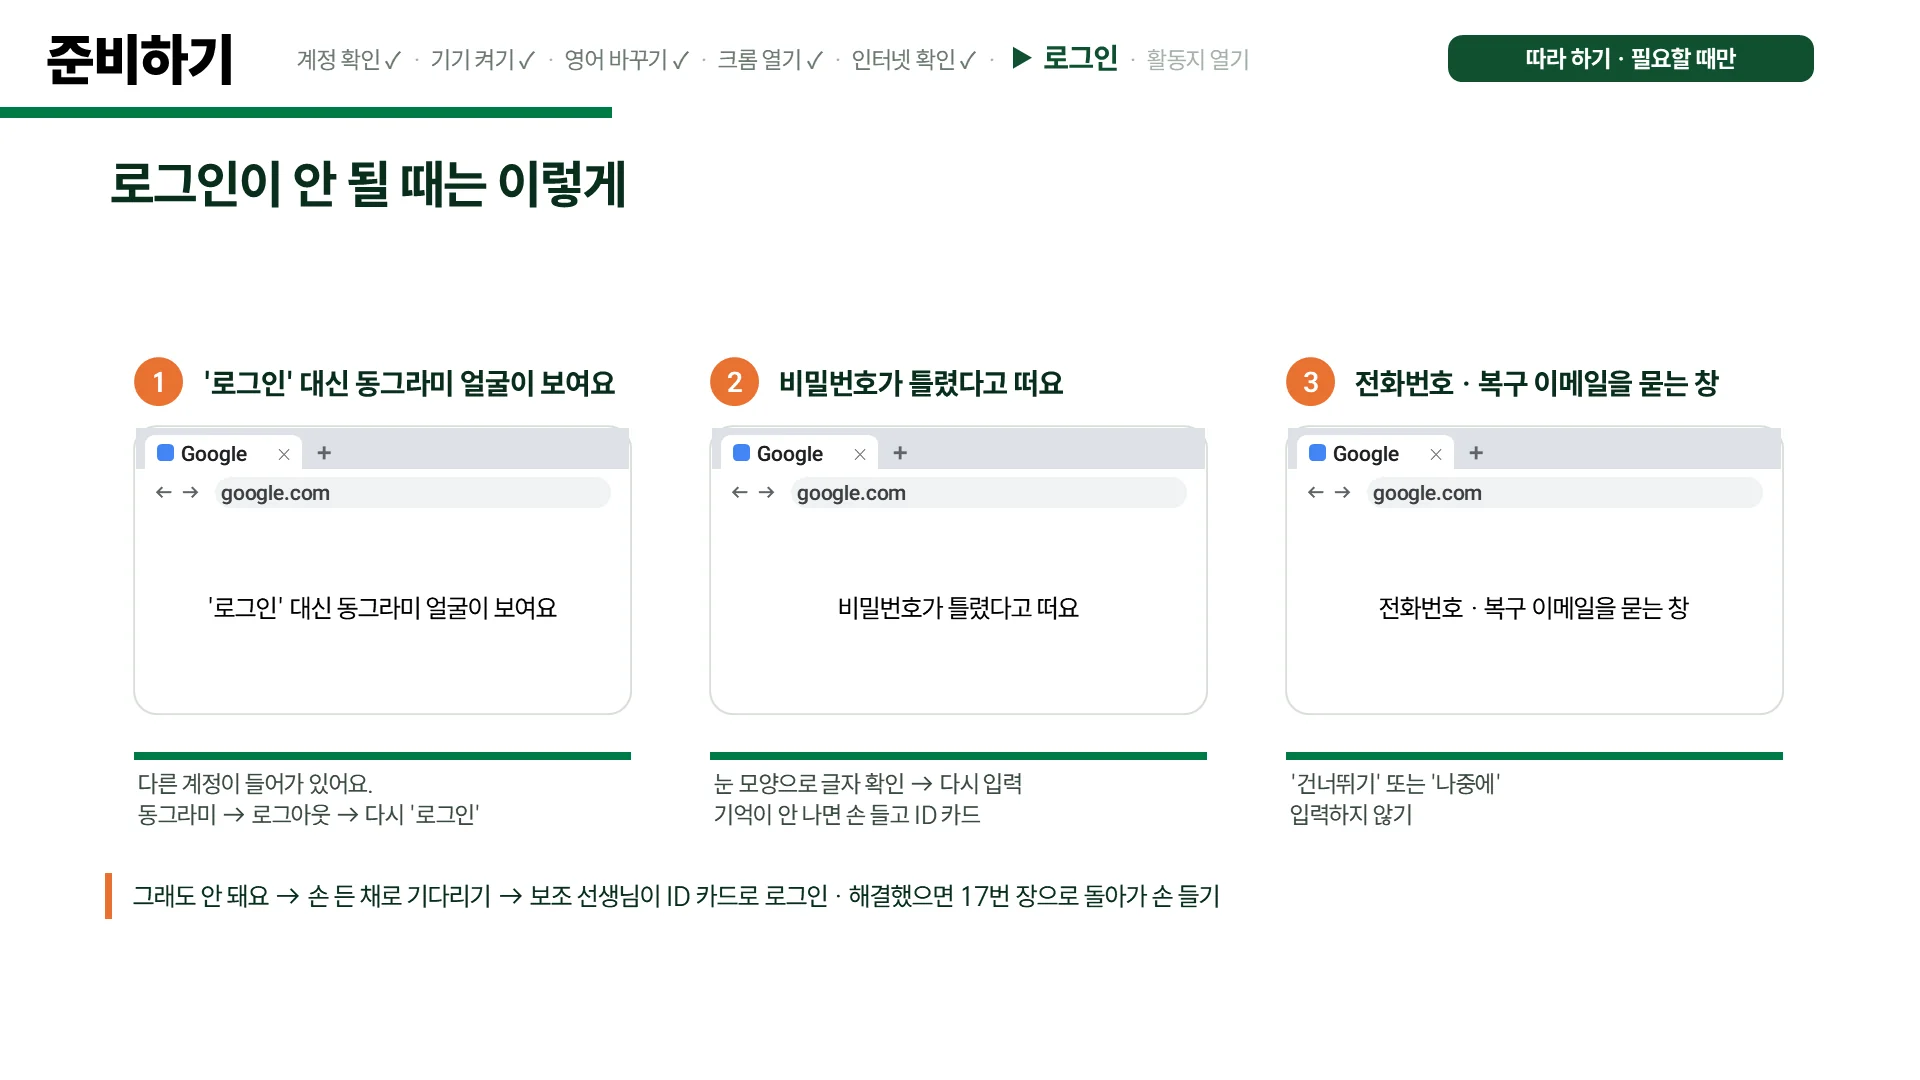 준비하기
계정 확인 ✓ · 기기 켜기 ✓ · 영어 바꾸기 ✓ · 크롬 열기 ✓ · 인터넷 확인 ✓ · ▶ 로그인 · 활동지 열기
따라 하기 · 필요할 때만
로그인이 안 될 때는 이렇게
1 '로그인' 대신 동그라미 얼굴이 보여요
Google × +
← → google.com
'로그인' 대신 동그라미 얼굴이 보여요
다른 계정이 들어가 있어요.
동그라미 → 로그아웃 → 다시 '로그인'
2 비밀번호가 틀렸다고 떠요
Google × +
← → google.com
비밀번호가 틀렸다고 떠요
눈 모양으로 글자 확인 → 다시 입력
기억이 안 나면 손 들고 ID 카드
3 전화번호 · 복구 이메일을 묻는 창
Google × +
← → google.com
전화번호 · 복구 이메일을 묻는 창
'건너뛰기' 또는 '나중에'
입력하지 않기
그래도 안 돼요 → 손 든 채로 기다리기 → 보조 선생님이 ID 카드로 로그인 · 해결했으면 17번 장으로 돌아가 손 들기